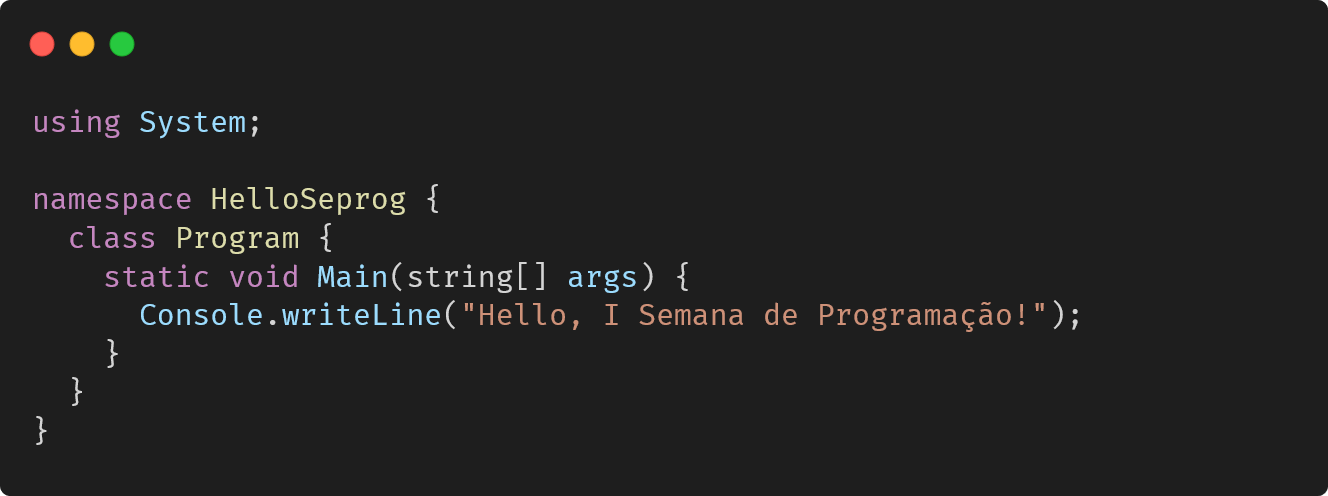 using System;
namespace HelloSeprog {
  class Program {
    static void Main(string[] args) {
      Console.writeLine("Hello, I Semana de Programação!");
    }
  }
}